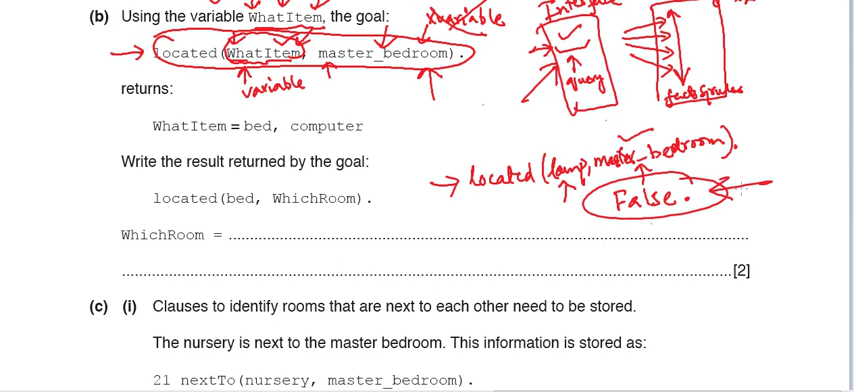 (b) Using the variable WhatItem, the goal: variable Interface
located(WhatItem, master_bedroom).
variable query facts & rules
returns:
WhatItem = bed, computer
→ located (lamp, master_bedroom).
Write the result returned by the goal:
located(bed, WhichRoom). False.
WhichRoom = ..........................................................................................................................
.......................................................................................................................................[2]
(c) (i) Clauses to identify rooms that are next to each other need to be stored.
The nursery is next to the master bedroom. This information is stored as:
21 nextTo(nursery, master_bedroom).